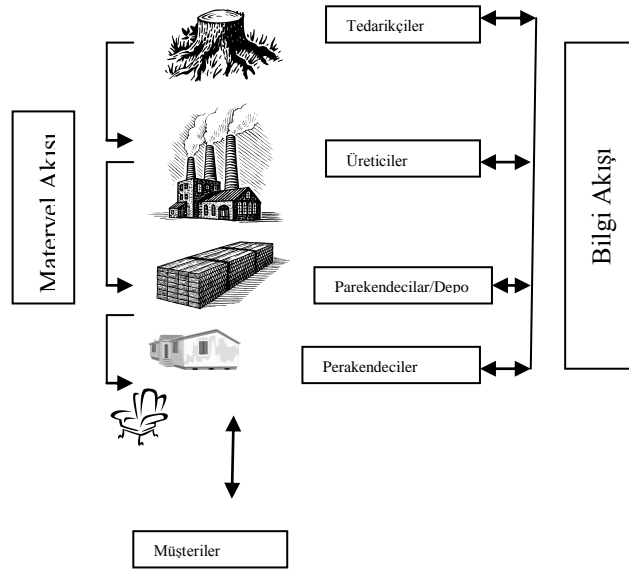 Tedarikçiler
Üreticiler
Materyel Akışı
Bilgi Akışı
Parekendecilar/Depo
Perakendeciler
Müşteriler